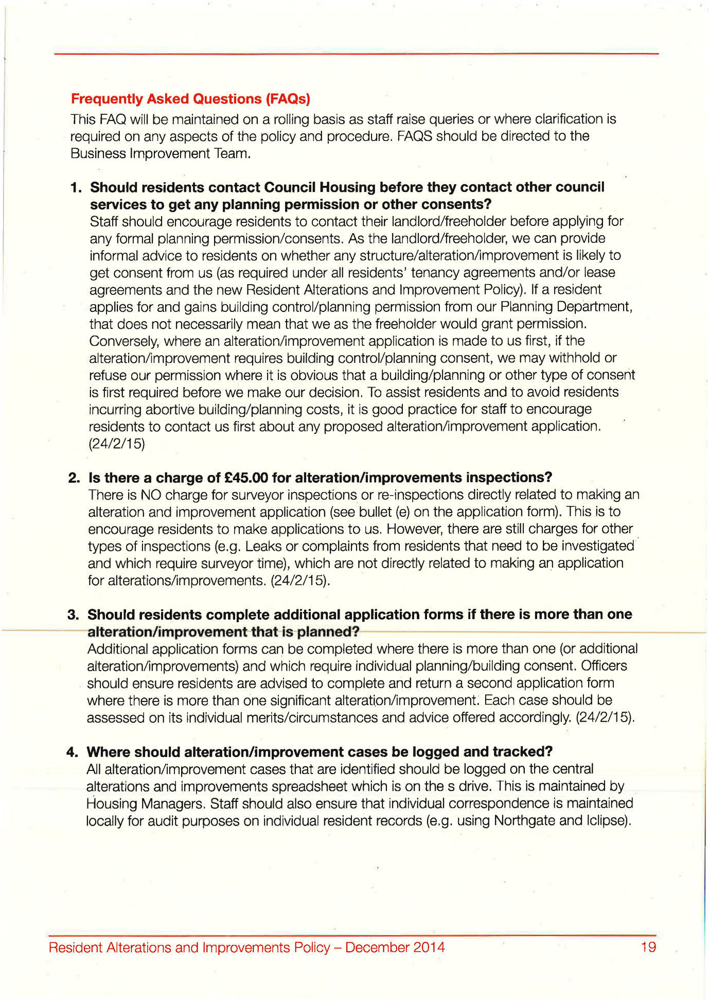 Frequently Asked Questions (FAQs)
This FAQ will be maintained on a rolling basis as staff raise queries or where clarification is
required on any aspects of the policy and procedure. FAQS should be directed to the
Business Improvement Team.
1. Should residents contact Council Housing before they contact other council
services to get any planning permission or other consents?
Staff should encourage residents to contact their landlord/freeholder before applying for
any formal planning permission/consents. As the landlord/freeholder, we can provide
informal advice to residents on whether any structure/alteration/improvement is likely to
get consent from us (as required under all residents' tenancy agreements and/or lease
agreements and the new Resident Alterations and Improvement Policy). If a resident
applies for and gains building control/planning permission from our Planning Department,
that does not necessarily mean that we as the freeholder would grant permission.
Conversely, where an alteration/improvement application is made to us first, if the
alteration/improvement requires building control/planning consent, we may withhold or
refuse our permission where it is obvious that a building/planning or other type of consent
is first required before we make our decision. To assist residents and to avoid residents
incurring abortive building/planning costs, it is good practice for staff to encourage
residents to contact us first about any proposed alteration/improvement application.
(24/2/15)
2. Is there a charge of £45.00 for alteration/improvements inspections?
There is NO charge for surveyor inspections or re-inspections directly related to making an
alteration and improvement application (see bullet (e) on the application form). This is to
encourage residents to make applications to us. However, there are still charges for other
types of inspections (e.g. Leaks or complaints from residents that need to be investigated
and which require surveyor time), which are not directly related to making an application
for alterations/improvements. (24/2/15).
3. Should residents complete additional application forms if there is more than one
alteration/improvement that is planned?
Additional application forms can be completed where there is more than one (or additional
alteration/improvements) and which require individual planning/building consent. Officers
should ensure residents are advised to complete and return a second application form
where there is more than one significant alteration/improvement. Each case should be
assessed on its individual merits/circumstances and advice offered accordingly. (24/2/15).
4. Where should alteration/improvement cases be logged and tracked?
All alteration/improvement cases that are identified should be logged on the central
alterations and improvements spreadsheet which is on the s drive. This is maintained by
Housing Managers. Staff should also ensure that individual correspondence is maintained
locally for audit purposes on individual resident records (e.g. using Northgate and Iclipse).
Resident Alterations and Improvements Policy – December 2014 19